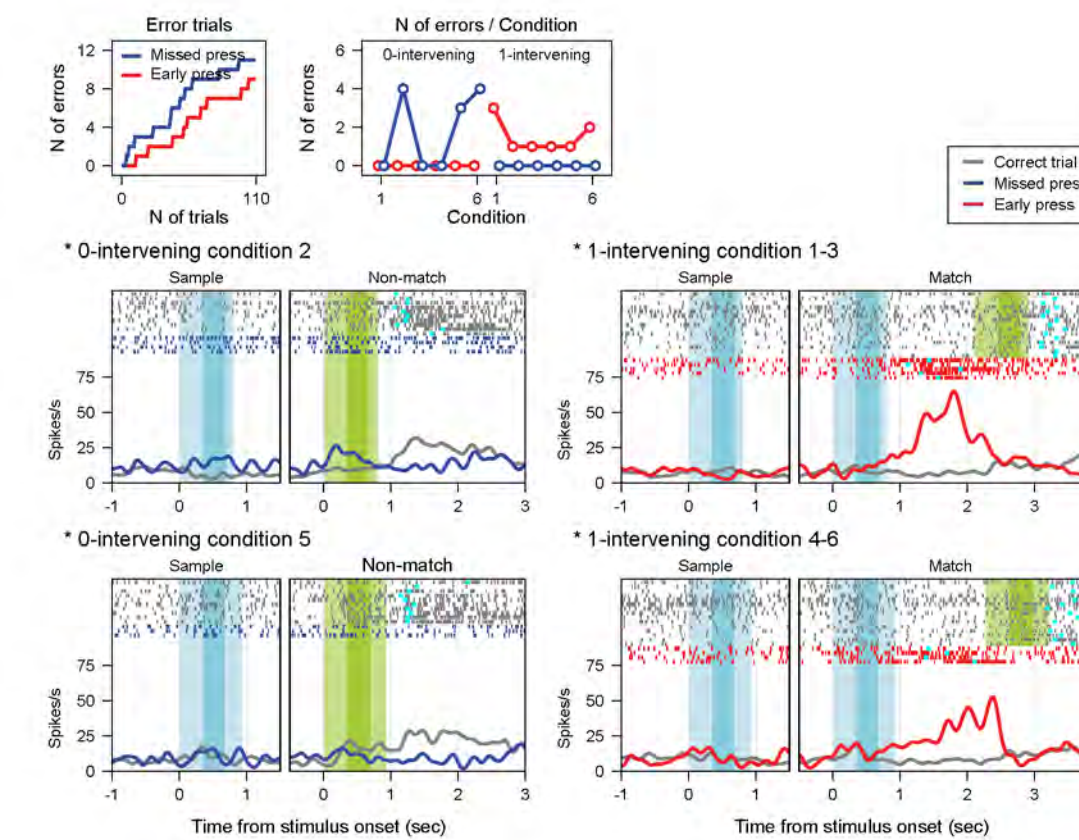 Error trials
N of errors
12
8
4
0
Missed press
Early press
0
110
N of trials
N of errors / Condition
N of errors
6
4
2
0
0-intervening
1-intervening
1
6
1
6
Condition
Correct trial
Missed pres
Early press
* 0-intervening condition 2
Sample
Non-match
Spikes/s
75
50
25
0
-1
0
1
0
1
2
3
* 1-intervening condition 1-3
Sample
Match
Spikes/s
75
50
25
0
-1
0
1
0
1
2
3
* 0-intervening condition 5
Sample
Non-match
Spikes/s
75
50
25
0
-1
0
1
0
1
2
3
Time from stimulus onset (sec)
* 1-intervening condition 4-6
Sample
Match
Spikes/s
75
50
25
0
-1
0
1
0
1
2
3
Time from stimulus onset (sec)